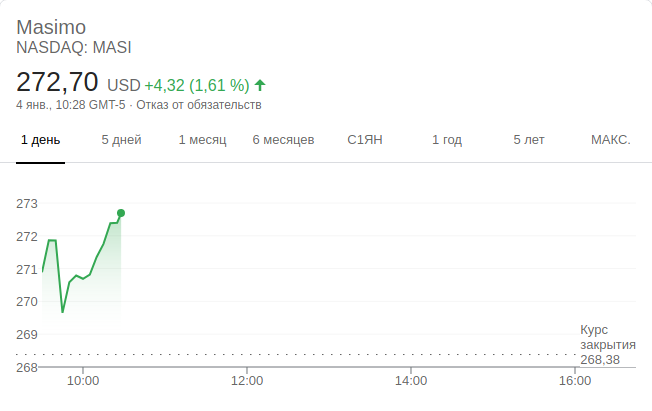 Masimo
NASDAQ: MASI
272,70 USD +4,32 (1,61 %)
4 янв., 10:28 GMT-5 · Отказ от обязательств
1 день 5 дней 1 месяц 6 месяцев С1ЯН 1 год 5 лет МАКС.
273
272
271
270
269
Курс
закрытия
268,38
268
10:00 12:00 14:00 16:00